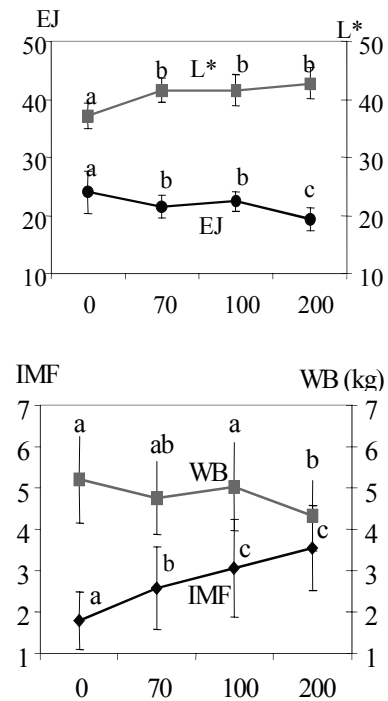 EJ L*
50 50
b
b b
L*
40 a 40
30 30
a
b b
c
20 20
EJ
10 10
0 70 100 200
IMF WB (kg)
7 7
a a
6 ab 6
b
WB
5 5
4 4
c c
b
3 3
IMF
2 a 2
1 1
0 70 100 200